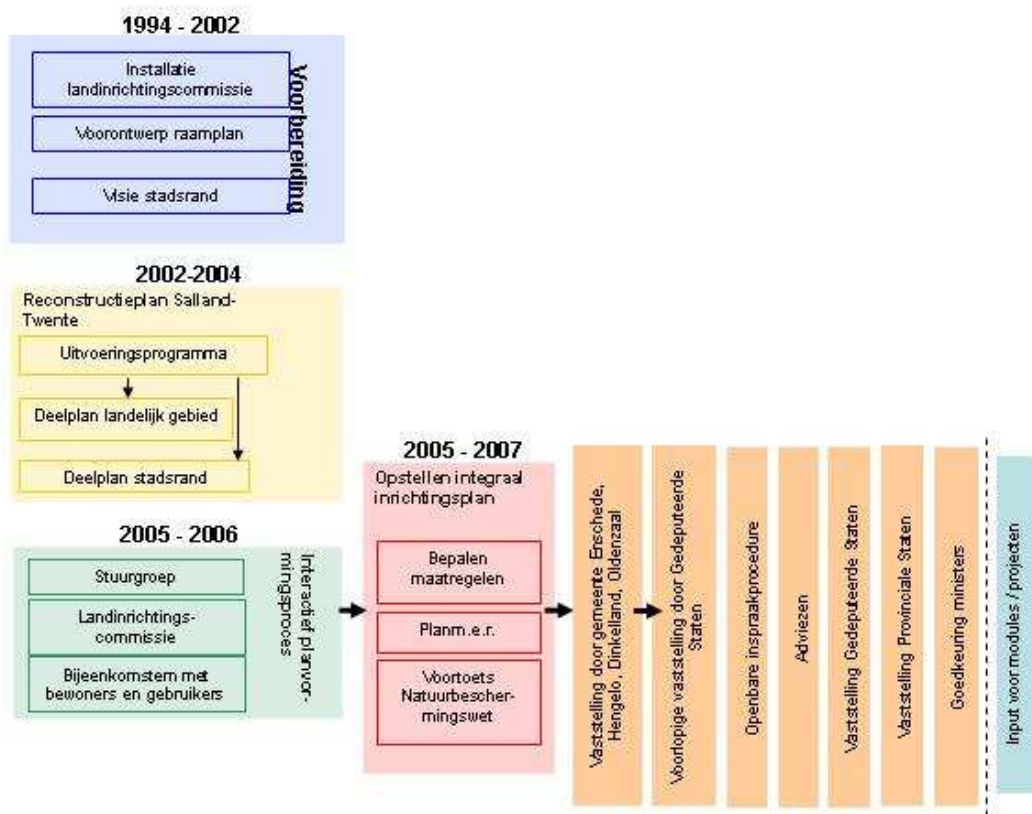 1994 - 2002
Installatie
landinrichtingscommissie
Voorontwerp raamplan
Visie stadsrand
Voorbereiding
2002-2004
Reconstructieplan Salland-
Twente
Uitvoeringsprogramma
Deelplan landelijk gebied
Deelplan stadsrand
2005 - 2006
Stuurgroep
Landinrichtings-
commissie
Bijeenkomstem met
bewoners en gebruikers
Interactief planvor-
mingsproces
2005 - 2007
Opstellen integraal
inrichtingsplan
Bepalen
maatregelen
Planm.e.r.
Voortoets
Natuurbescher-
mingswet
Vaststelling door gemeente Enschede,
Hengelo, Dinkelland, Oldenzaal
Voorlopige vaststelling door Gedeputeerde
Staten
Openbare inspraakprocedure
Adviezen
Vaststelling Gedeputeerde Staten
Vaststelling Provinciale Staten
Goedkeuring ministers
Input voor modules / projecten